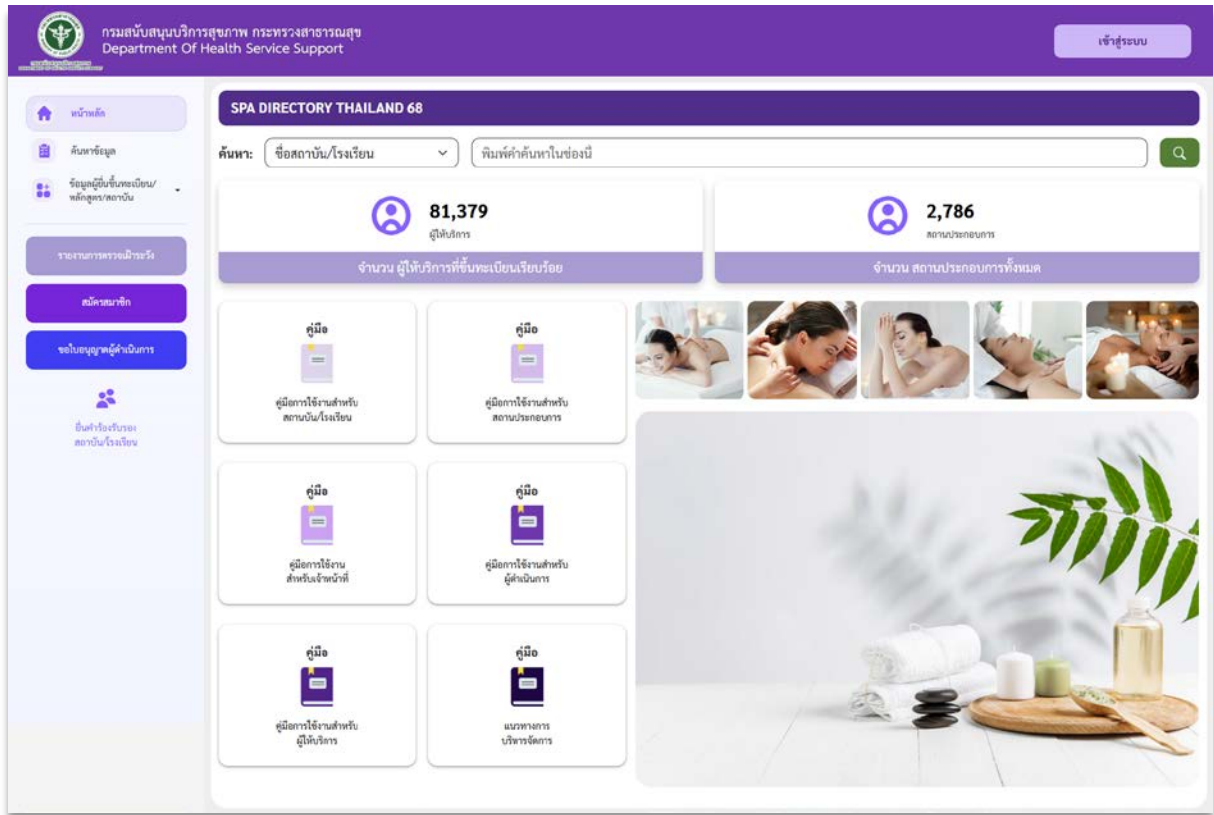 กรมสนับสนุนบริการสุขภาพ กระทรวงสาธารณสุข
Department Of Health Service Support
เข้าสู่ระบบ
หน้าหลัก
ค้นหาข้อมูล
ข้อมูลผู้ยื่นขึ้นทะเบียน/
หลักสูตร/สถาบัน
รายงานการตรวจเฝ้าระวัง
สมัครสมาชิก
ขอใบอนุญาตผู้ดำเนินการ
ยื่นคำร้องรับรอง
สถาบัน/โรงเรียน
SPA DIRECTORY THAILAND 68
ค้นหา:
ชื่อสถาบัน/โรงเรียน
พิมพ์คำค้นหาในช่องนี้
81,379
ผู้ให้บริการ
จำนวน ผู้ให้บริการที่ขึ้นทะเบียนเรียบร้อย
2,786
สถานประกอบการ
จำนวน สถานประกอบการทั้งหมด
คู่มือ
คู่มือการใช้งานสำหรับ
สถานบัน/โรงเรียน
คู่มือ
คู่มือการใช้งานสำหรับ
สถานประกอบการ
คู่มือ
คู่มือการใช้งาน
สำหรับเจ้าหน้าที่
คู่มือ
คู่มือการใช้งานสำหรับ
ผู้ดำเนินการ
คู่มือ
คู่มือการใช้งานสำหรับ
ผู้ให้บริการ
คู่มือ
แนวทางการ
บริหารจัดการ